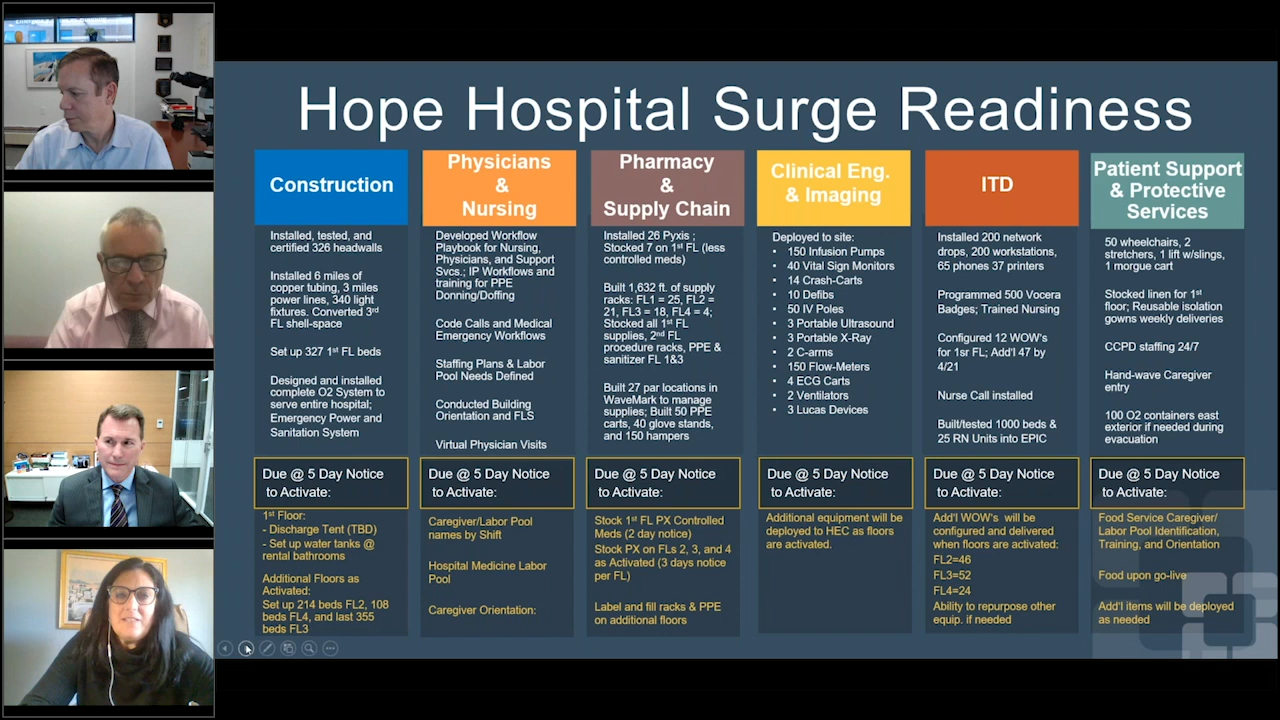 Hope Hospital Surge Readiness
Construction
Installed, tested, and
certified 326 headwalls
Installed 6 miles of
copper tubing, 3 miles
power lines, 340 light
fixtures. Converted 3rd
FL shell-space
Set up 327 1st FL beds
Designed and installed
complete O2 System to
serve entire hospital;
Emergency Power and
Sanitation System
Due @ 5 Day Notice
to Activate:
1st Floor:
- Discharge Tent (TBD)
- Set up water tanks @
rental bathrooms
Additional Floors as
Activated:
Set up 214 beds FL2, 108
beds FL4, and last 355
beds FL3
Physicians
&
Nursing
Developed Workflow
Playbook for Nursing,
Physicians, and Support
Svcs.; IP Workflows and
training for PPE
Donning/Doffing
Code Calls and Medical
Emergency Workflows
Staffing Plans & Labor
Pool Needs Defined
Conducted Building
Orientation and FLS
Virtual Physician Visits
Due @ 5 Day Notice
to Activate:
Caregiver/Labor Pool
names by Shift
Hospital Medicine Labor
Pool
Caregiver Orientation:
Pharmacy
&
Supply Chain
Installed 26 Pyxis ;
Stocked 7 on 1st FL (less
controlled meds)
Built 1,632 ft. of supply
racks: FL1 = 25, FL2 =
21, FL3 = 18, FL4 = 4;
Stocked all 1st FL
supplies, 2nd FL
procedure racks, PPE &
sanitizer FL 1&3
Built 27 par locations in
WaveMark to manage
supplies; Built 50 PPE
carts, 40 glove stands,
and 150 hampers
Due @ 5 Day Notice
to Activate:
Stock 1st FL PX Controlled
Meds (2 day notice)
Stock PX on FLs 2, 3, and 4
as Activated (3 days notice
per FL)
Label and fill racks & PPE
on additional floors
Clinical Eng.
& Imaging
Deployed to site:
• 150 Infusion Pumps
• 40 Vital Sign Monitors
• 14 Crash-Carts
• 10 Defibs
• 50 IV Poles
• 3 Portable Ultrasound
• 3 Portable X-Ray
• 2 C-arms
• 150 Flow-Meters
• 4 ECG Carts
• 2 Ventilators
• 3 Lucas Devices
Due @ 5 Day Notice
to Activate:
Additional equipment will be
deployed to HEC as floors
are activated.
ITD
Installed 200 network
drops, 200 workstations,
65 phones 37 printers
Programmed 500 Vocera
Badges; Trained Nursing
Configured 12 WOW's
for 1sr FL; Add'l 47 by
4/21
Nurse Call installed
Built/tested 1000 beds &
25 RN Units into EPIC
Due @ 5 Day Notice
to Activate:
Add'l WOW's will be
configured and delivered
when floors are activated:
FL2=46
FL3=52
FL4=24
Ability to repurpose other
equip. if needed
Patient Support
& Protective
Services
50 wheelchairs, 2
stretchers, 1 lift w/slings,
1 morgue cart
Stocked linen for 1st
floor; Reusable isolation
gowns weekly deliveries
CCPD staffing 24/7
Hand-wave Caregiver
entry
100 O2 containers east
exterior if needed during
evacuation
Due @ 5 Day Notice
to Activate:
Food Service Caregiver/
Labor Pool Identification,
Training, and Orientation
Food upon go-live
Add'l items will be deployed
as needed